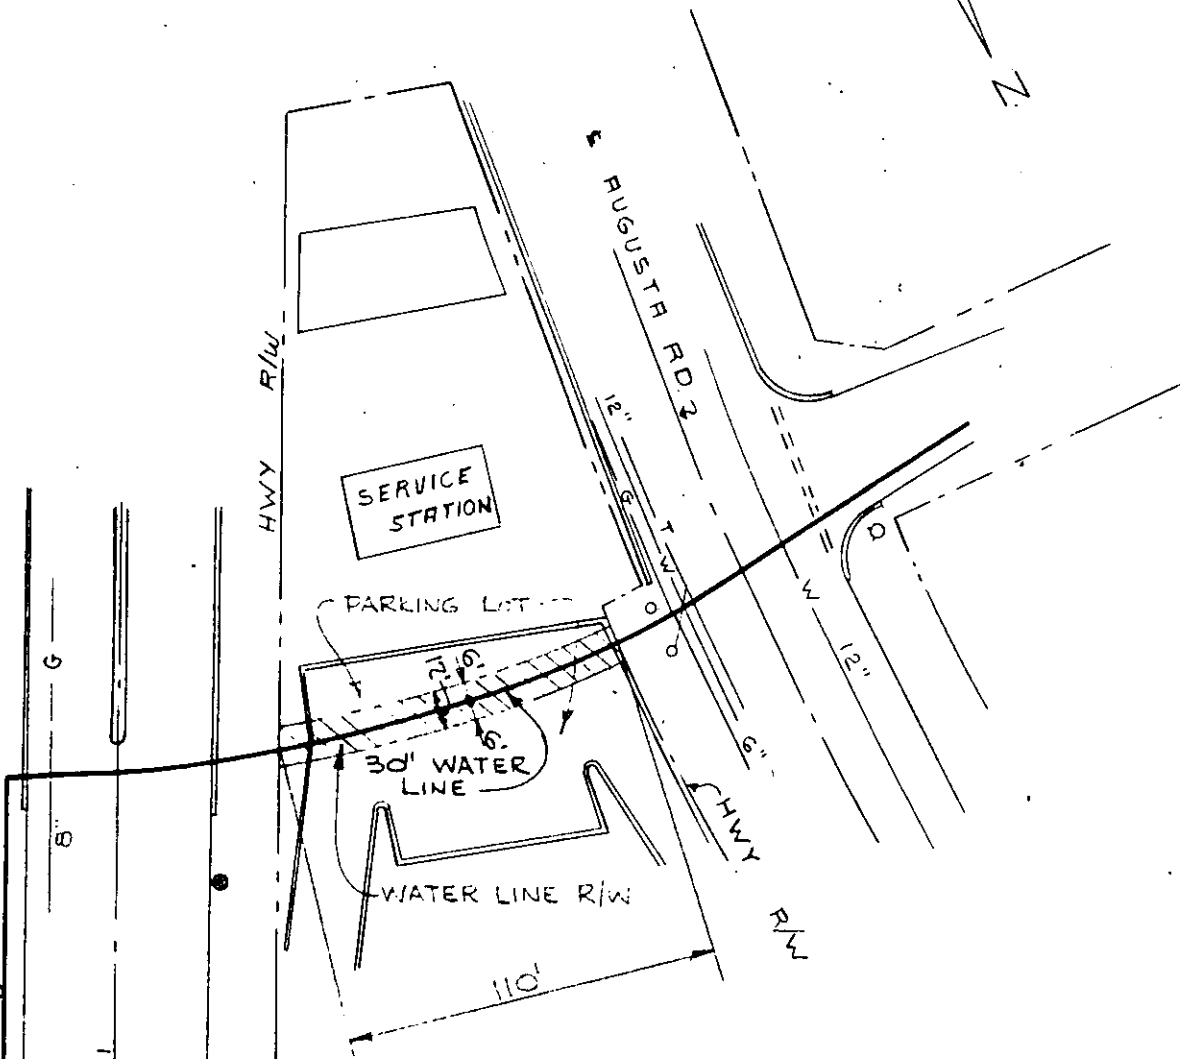 N
AUGUSTA RD.
HWY R/W
12"
G
T
W
SERVICE
STATION
PARKING LOT
W
12"
G
12'
6'
6'
30" WATER
LINE
6"
8"
HWY
R/W
WATER LINE R/W
110'